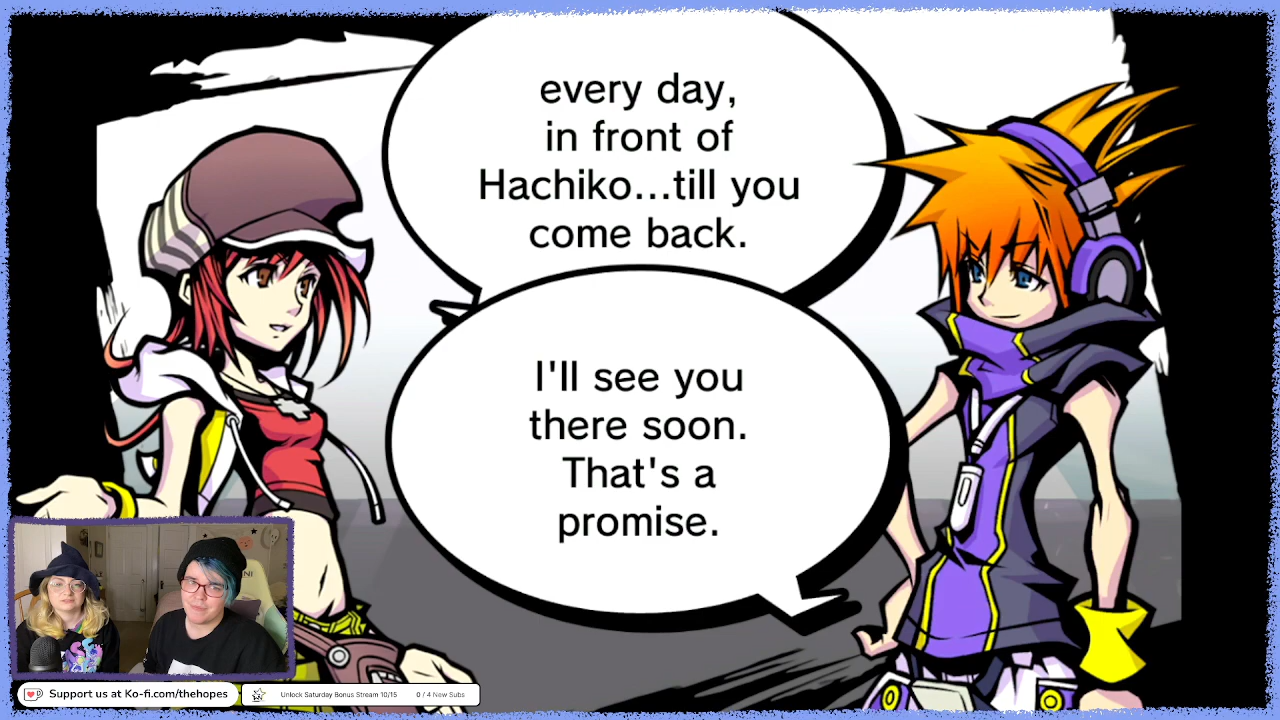 every day,
in front of
Hachiko...till you
come back.
I'll see you
there soon.
That's a
promise.
Support us at Ko-fi.com/thehopes
Unlock Saturday Bonus Stream 10/15
0 / 4 New Subs